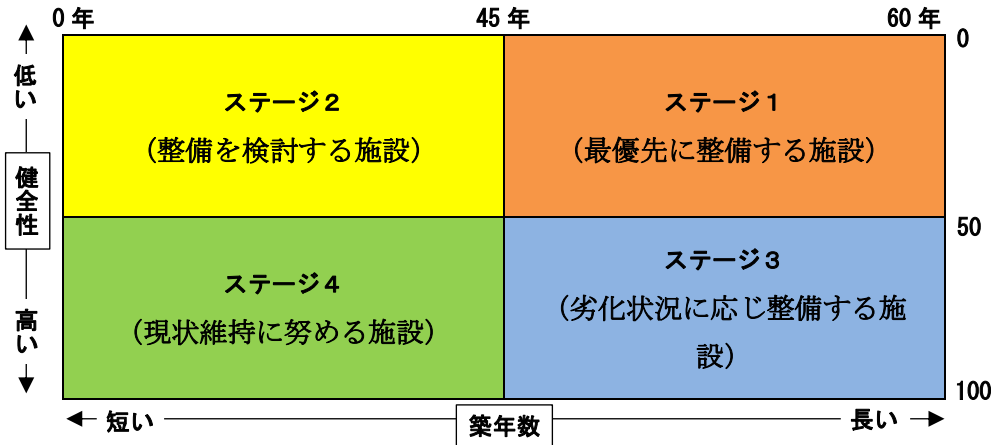 0 年
45 年
60 年
0
低い
ステージ２
(整備を検討する施設)
ステージ１
(最優先に整備する施設)
健全性
50
ステージ４
(現状維持に努める施設)
ステージ３
(劣化状況に応じ整備する施
設)
高い
100
短い
築年数
長い